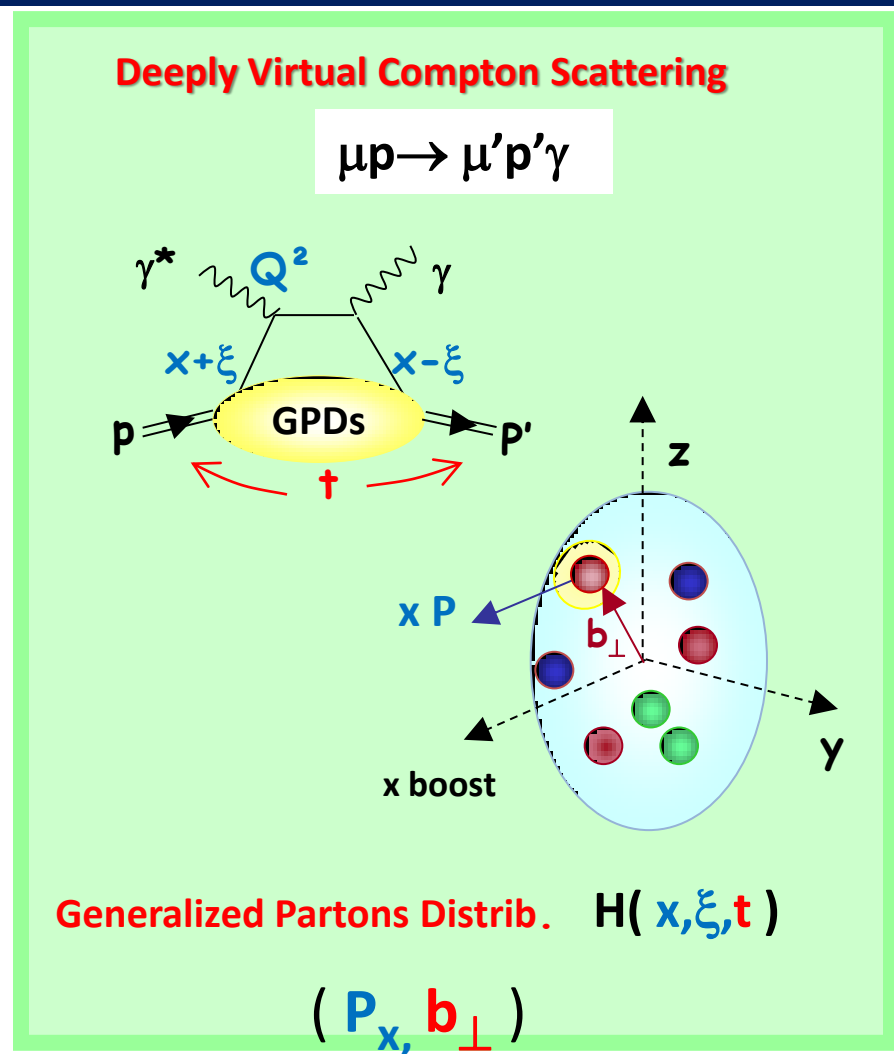 Deeply Virtual Compton Scattering
μp→ μ’p’γ
γ* Q² γ
x+ξ x-ξ
p GPDs P'
t
z
x P
b⊥
y
x boost
Generalized Partons Distrib. H( x,ξ,t )
( Px, b⊥ )